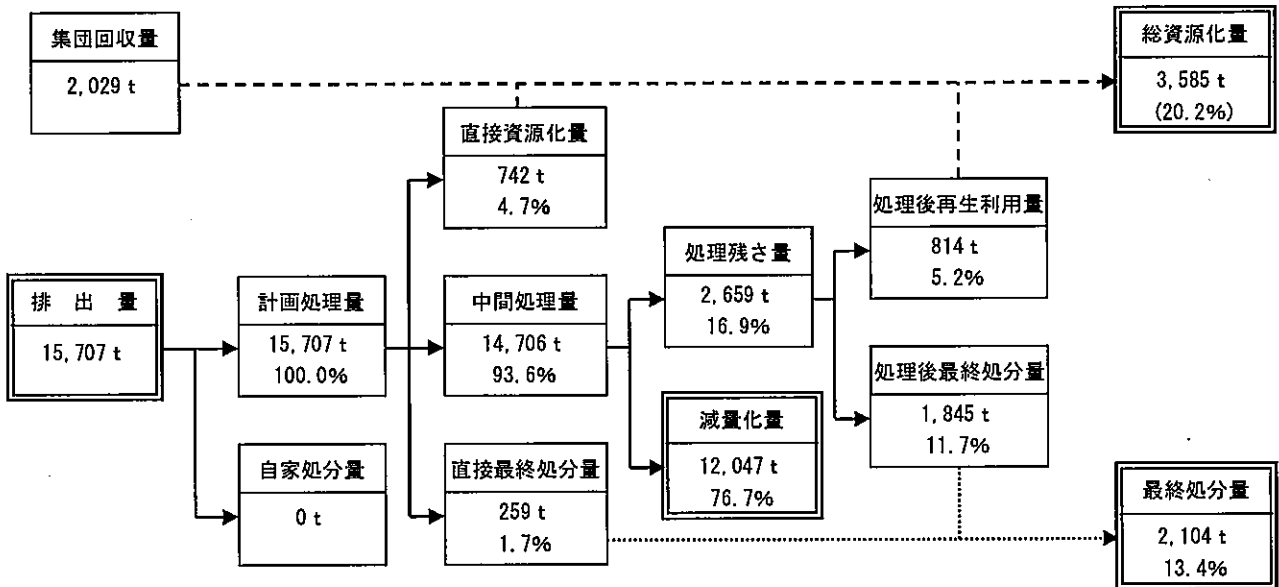 集団回収量
2,029 t
総資源化量
3,585 t
(20.2%)
直接資源化量
742 t
4.7%
処理後再生利用量
814 t
5.2%
処理残さ量
2,659 t
16.9%
排 出 量
15,707 t
計画処理量
15,707 t
100.0%
中間処理量
14,706 t
93.6%
処理後最終処分量
1,845 t
11.7%
減量化量
12,047 t
76.7%
自家処分量
0 t
直接最終処分量
259 t
1.7%
最終処分量
2,104 t
13.4%